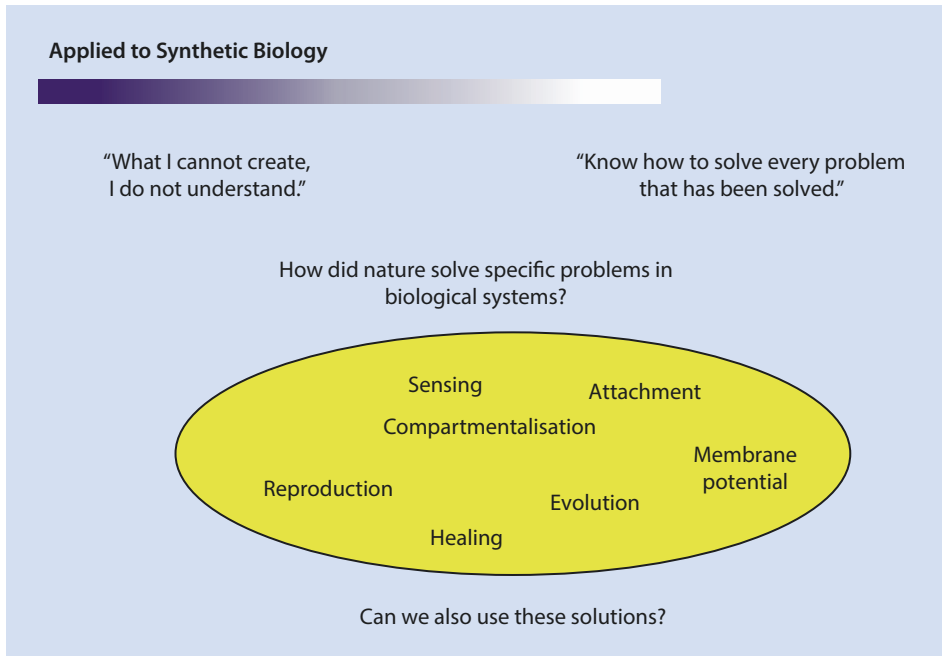 Applied to Synthetic Biology
“What I cannot create,
I do not understand.”
“Know how to solve every problem
that has been solved.”
How did nature solve specific problems in
biological systems?
Sensing
Attachment
Compartmentalisation
Membrane
potential
Reproduction
Evolution
Healing
Can we also use these solutions?